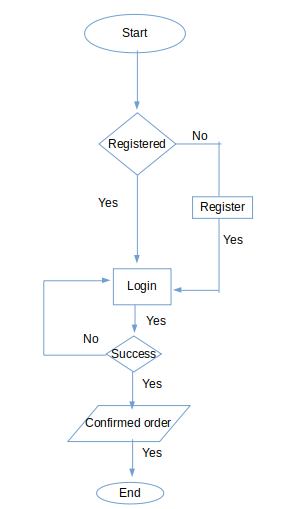 Start
Registered
No
Yes
Register
Yes
Login
Yes
No
Success
Yes
Confirmed order
Yes
End